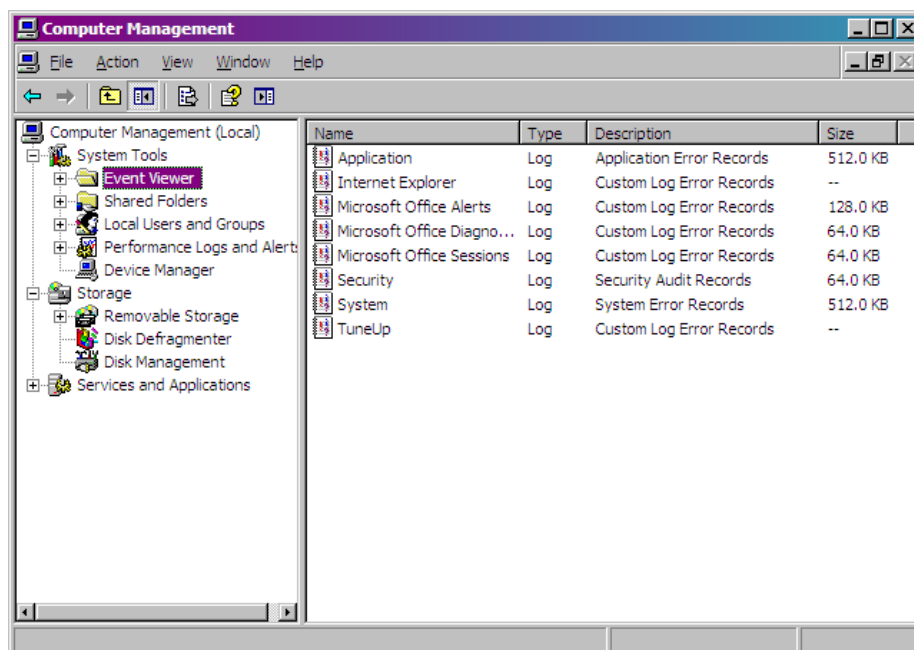 Computer Management
File Action View Window Help
Computer Management (Local)
System Tools
Event Viewer
Shared Folders
Local Users and Groups
Performance Logs and Alerts
Device Manager
Storage
Removable Storage
Disk Defragmenter
Disk Management
Services and Applications
Name Type Description Size
Application Log Application Error Records 512.0 KB
Internet Explorer Log Custom Log Error Records --
Microsoft Office Alerts Log Custom Log Error Records 128.0 KB
Microsoft Office Diagno... Log Custom Log Error Records 64.0 KB
Microsoft Office Sessions Log Custom Log Error Records 64.0 KB
Security Log Security Audit Records 64.0 KB
System Log System Error Records 512.0 KB
TuneUp Log Custom Log Error Records --